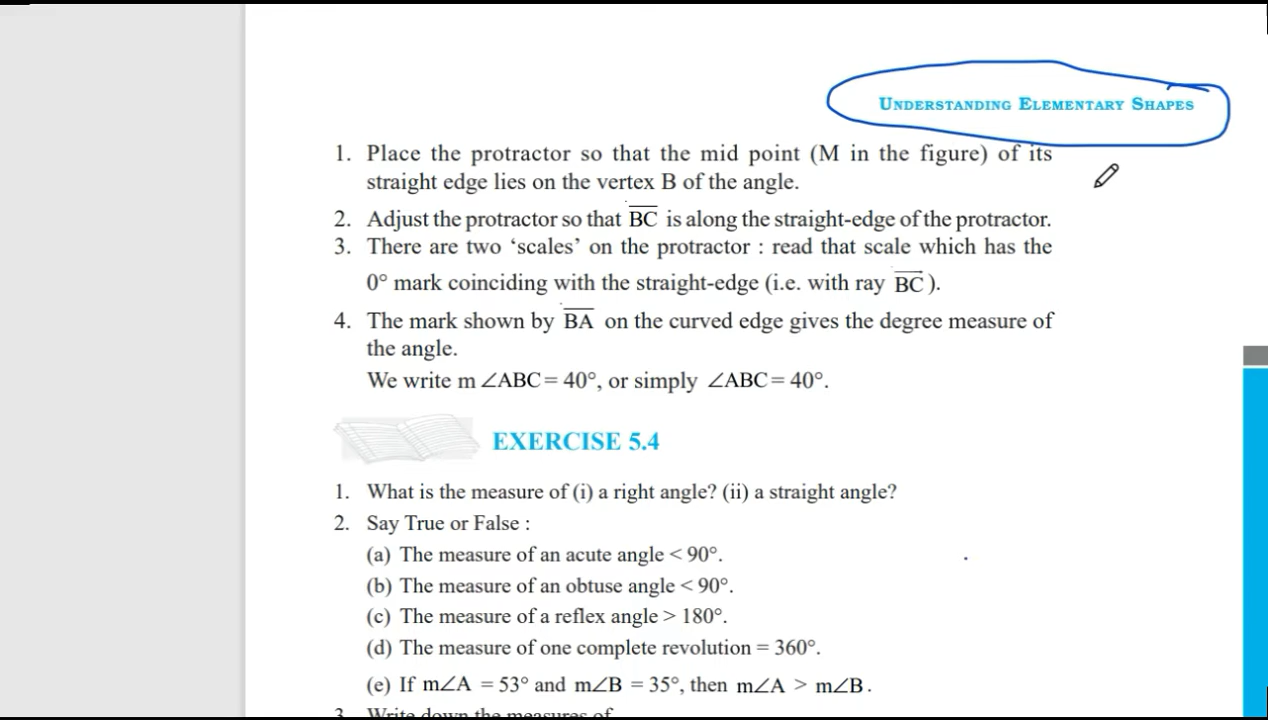 UNDERSTANDING ELEMENTARY SHAPES
1. Place the protractor so that the mid point (M in the figure) of its
straight edge lies on the vertex B of the angle.
2. Adjust the protractor so that B̅C̅ is along the straight-edge of the protractor.
3. There are two ‘scales’ on the protractor : read that scale which has the
0° mark coinciding with the straight-edge (i.e. with ray BC⃗ ).
4. The mark shown by B̅A̅ on the curved edge gives the degree measure of
the angle.
We write m ∠ABC= 40°, or simply ∠ABC= 40°.
EXERCISE 5.4
1. What is the measure of (i) a right angle? (ii) a straight angle?
2. Say True or False :
(a) The measure of an acute angle < 90°.
(b) The measure of an obtuse angle < 90°.
(c) The measure of a reflex angle > 180°.
(d) The measure of one complete revolution = 360°.
(e) If m∠A = 53° and m∠B = 35°, then m∠A > m∠B.
3. Write down the measures of